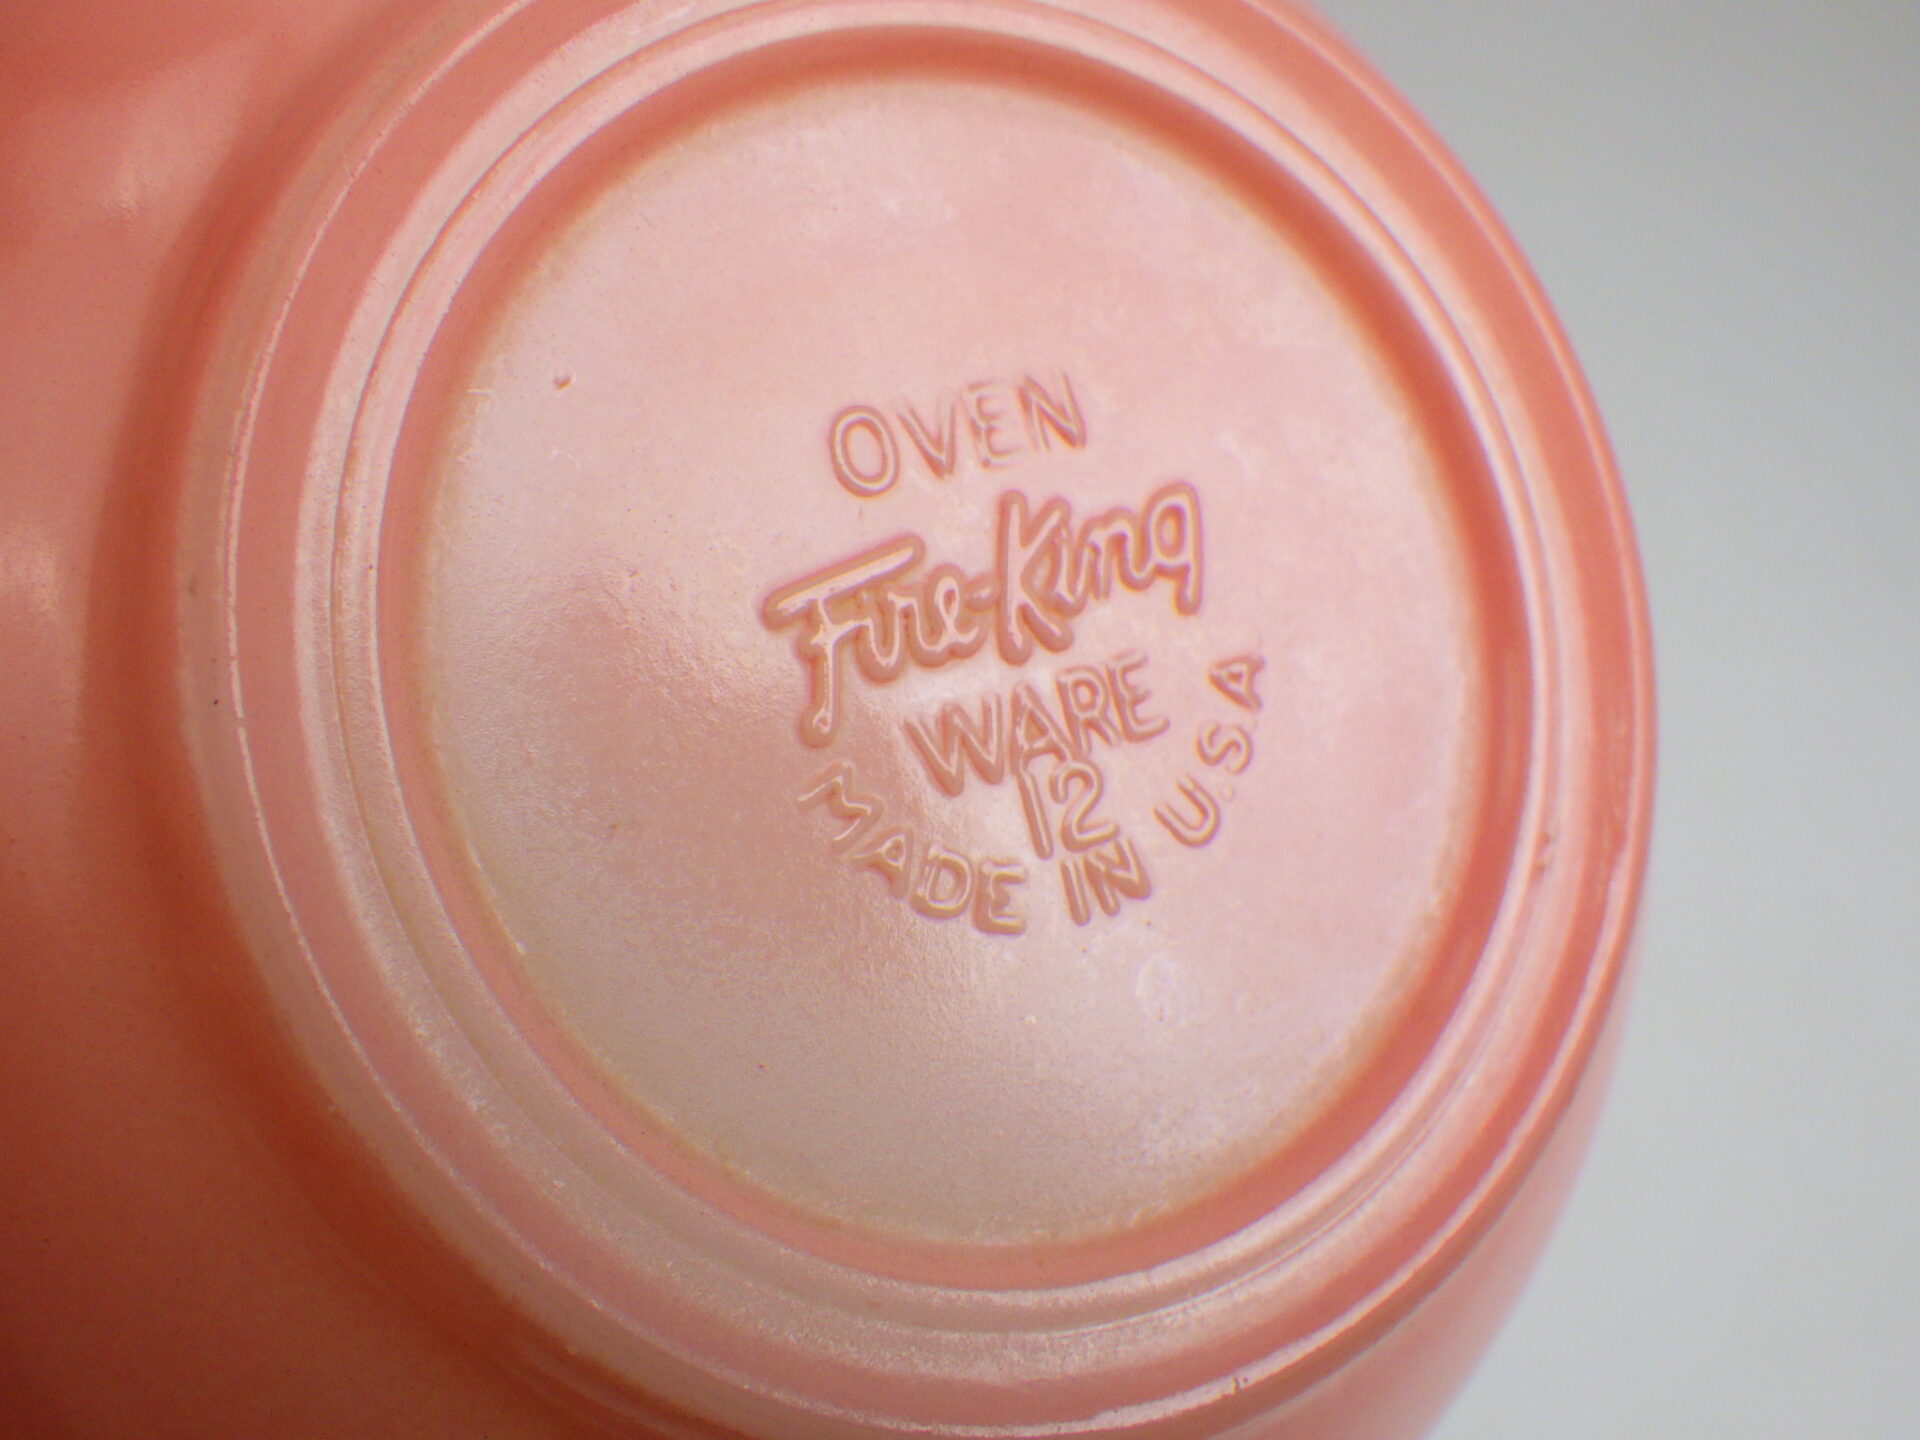 OVEN
Fire-King
WARE
12
MADE IN U.S.A